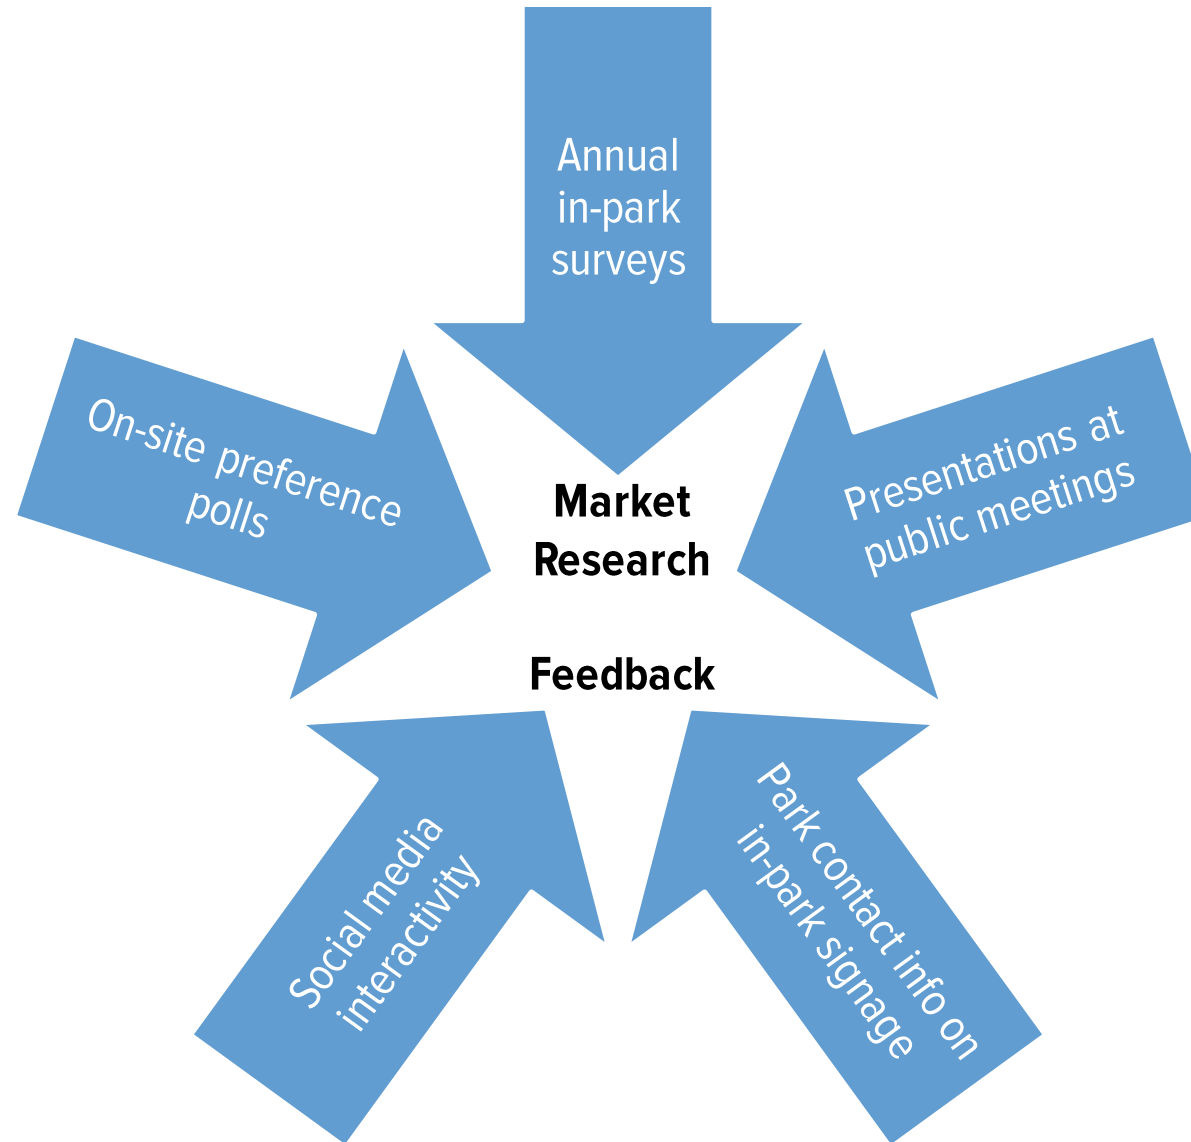 Annual
in-park
surveys
On-site preference
polls
Presentations at
public meetings
Market
Research
Feedback
Social media
interactivity
Park contact info on
in-park signage